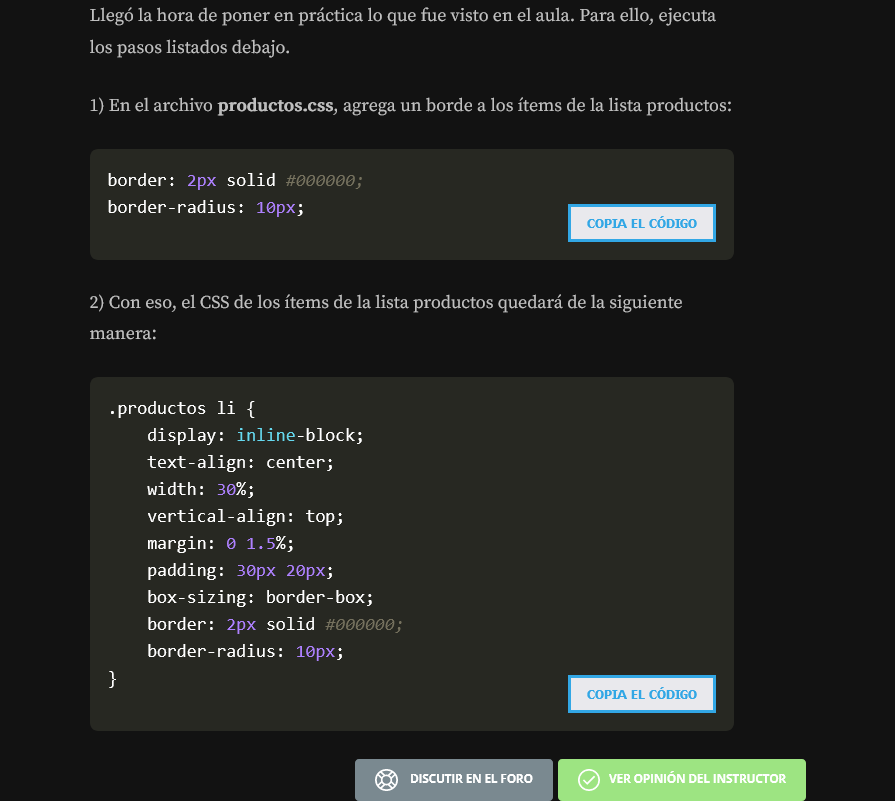 Llegó la hora de poner en práctica lo que fue visto en el aula. Para ello, ejecuta
los pasos listados debajo.
1) En el archivo productos.css, agrega un borde a los ítems de la lista productos:
border: 2px solid #000000;
border-radius: 10px;
COPIA EL CÓDIGO
2) Con eso, el CSS de los ítems de la lista productos quedará de la siguiente
manera:
.productos li {
    display: inline-block;
    text-align: center;
    width: 30%;
    vertical-align: top;
    margin: 0 1.5%;
    padding: 30px 20px;
    box-sizing: border-box;
    border: 2px solid #000000;
    border-radius: 10px;
}
COPIA EL CÓDIGO
DISCUTIR EN EL FORO
VER OPINIÓN DEL INSTRUCTOR